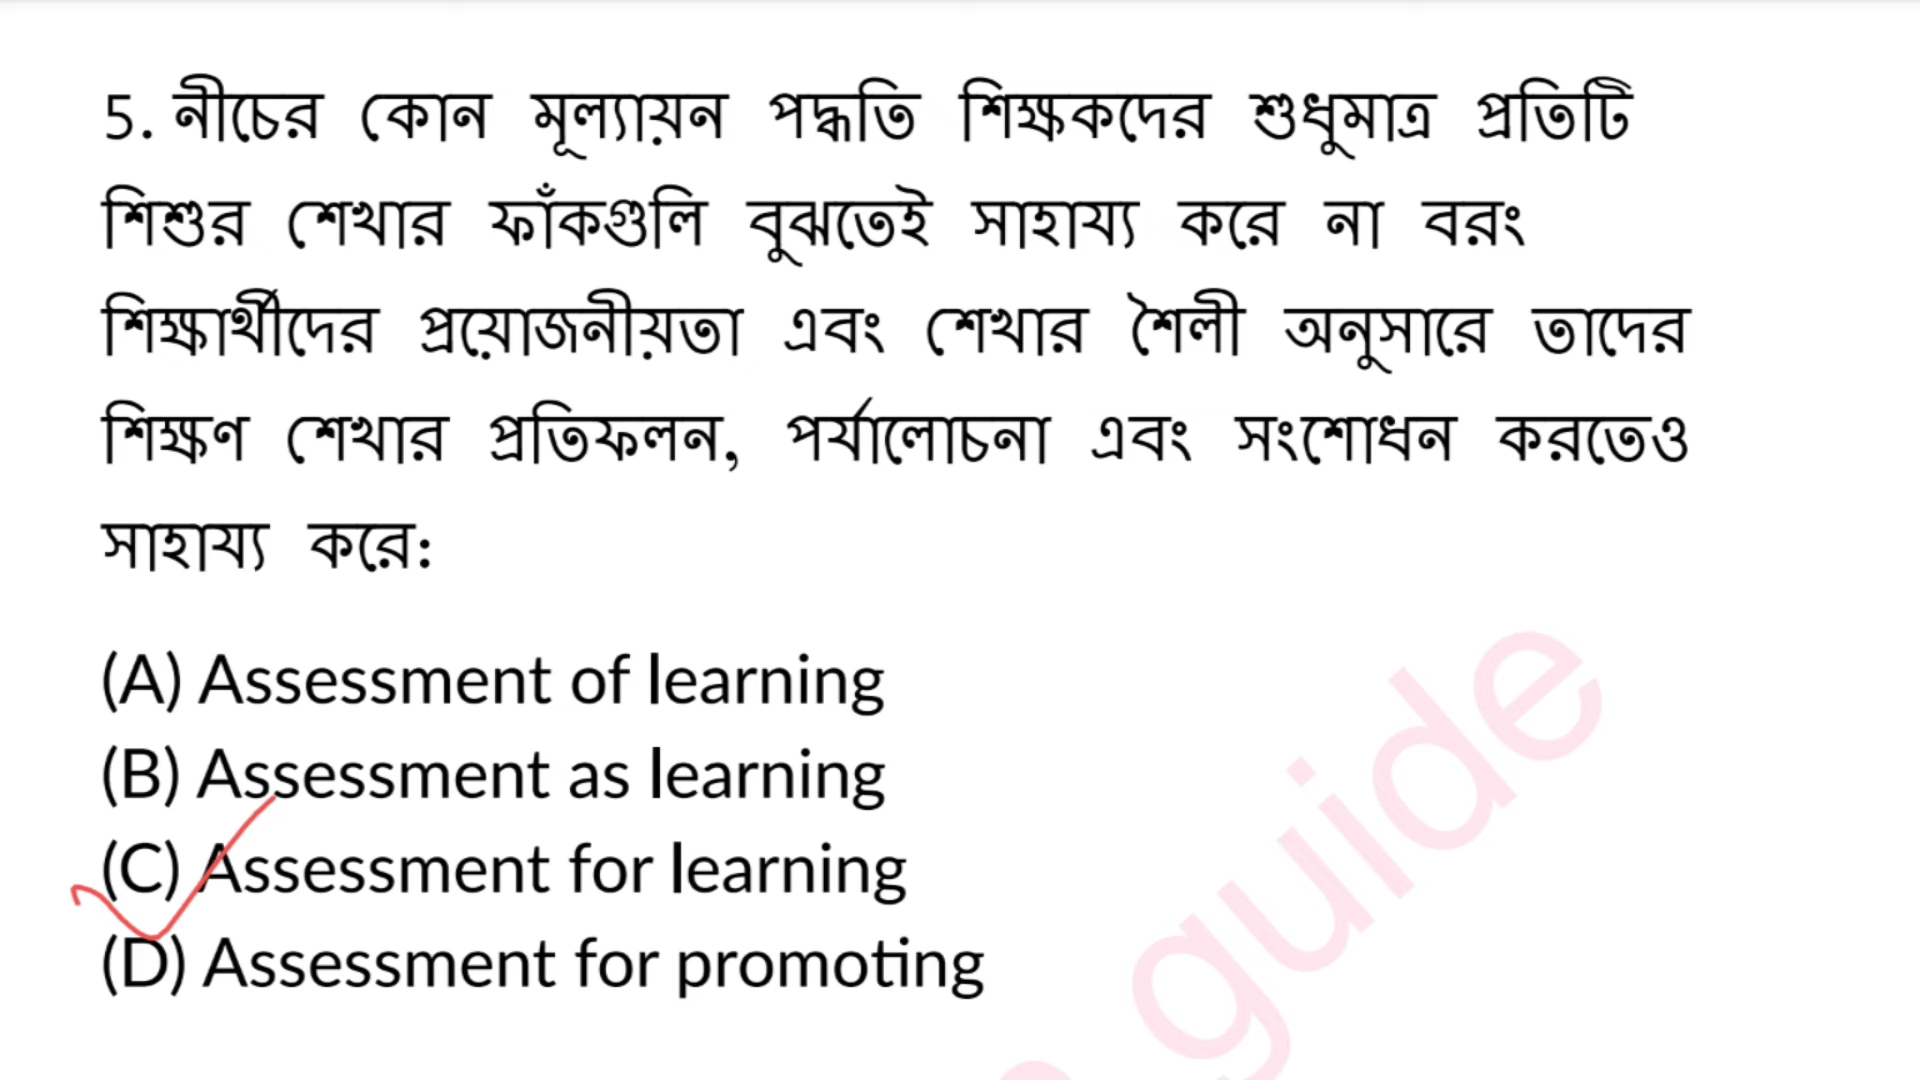 5. নীচের কোন মূল্যায়ন পদ্ধতি শিক্ষকদের শুধুমাত্র প্রতিটি
শিশুর শেখার ফাঁকগুলি বুঝতেই সাহায্য করে না বরং
শিক্ষার্থীদের প্রয়োজনীয়তা এবং শেখার শৈলী অনুসারে তাদের
শিক্ষণ শেখার প্রতিফলন, পর্যালোচনা এবং সংশোধন করতেও
সাহায্য করে:
(A) Assessment of learning
(B) Assessment as learning
(C) Assessment for learning
(D) Assessment for promoting
guide